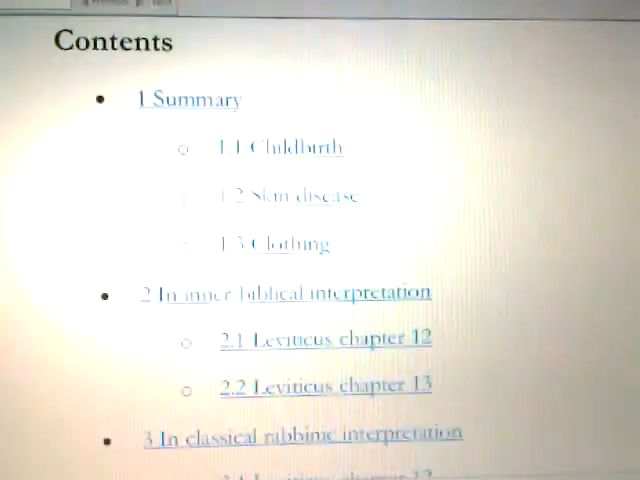 Contents
1 Summary
1.1 Childbirth
1.2 Skin disease
1.3 Clothing
2 In inner biblical interpretation
2.1 Leviticus chapter 12
2.2 Leviticus chapter 13
3 In classical rabbinic interpretation